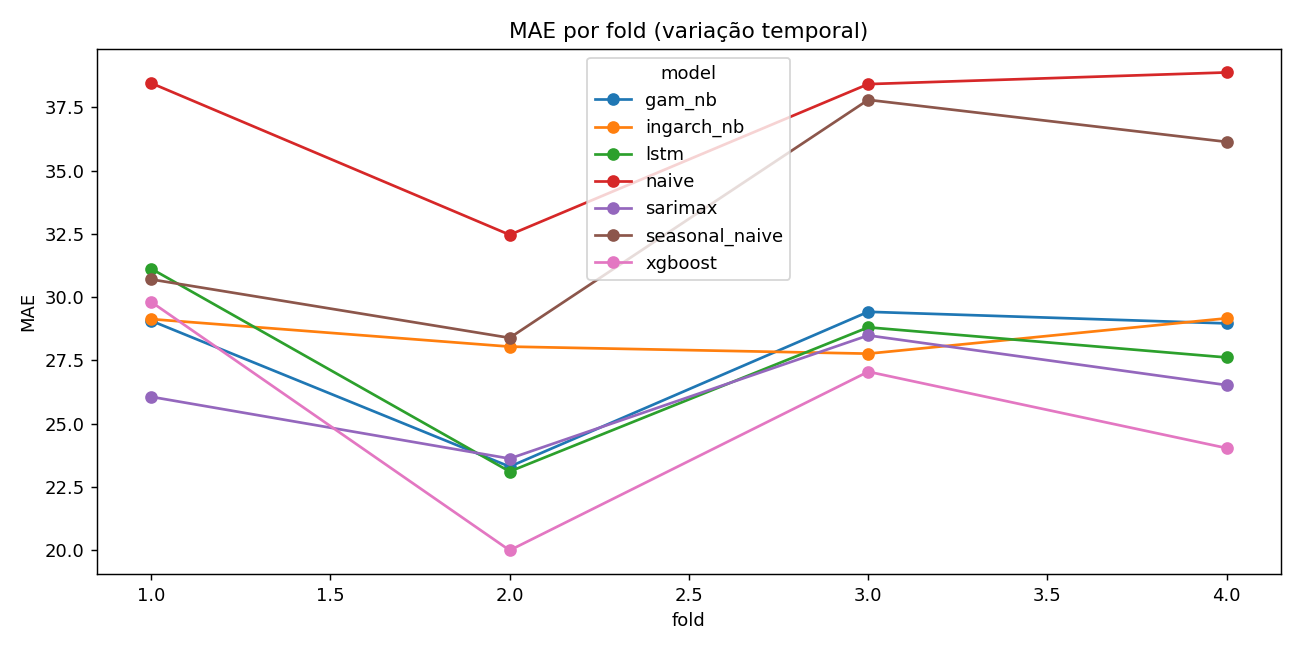 MAE por fold (variação temporal)
model
gam_nb
ingarch_nb
lstm
naive
sarimax
seasonal_naive
xgboost
MAE
37.5
35.0
32.5
30.0
27.5
25.0
22.5
20.0
1.0 1.5 2.0 2.5 3.0 3.5 4.0
fold